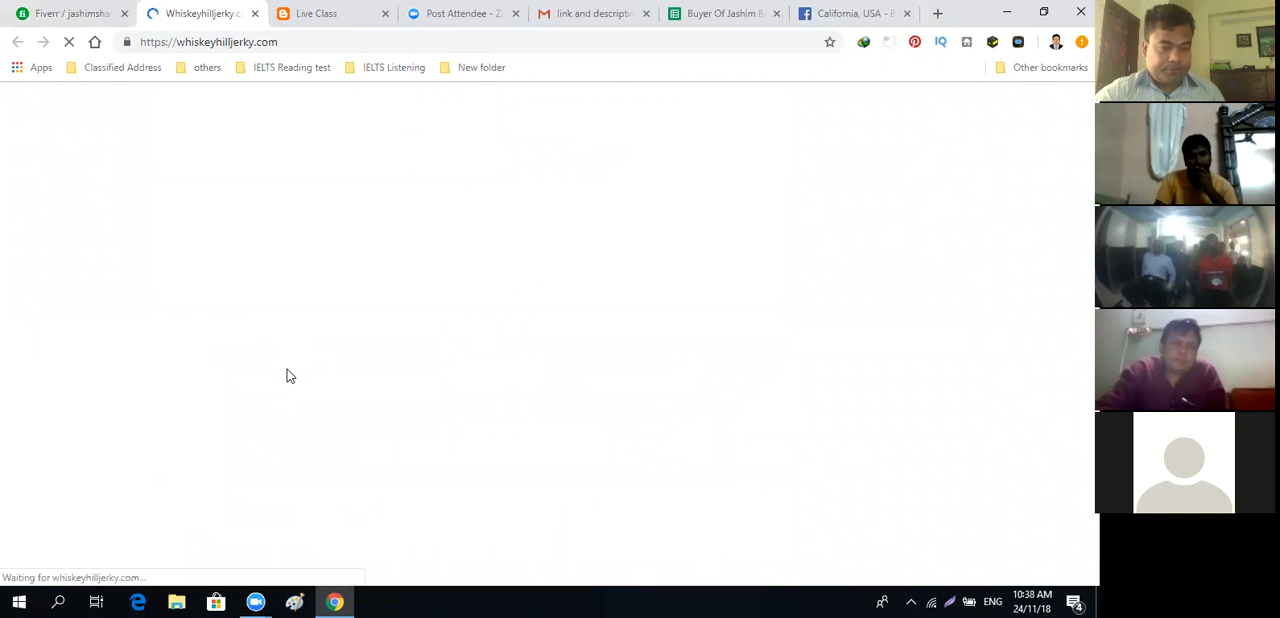 Fiverr / jashimsha
Whiskeyhilljerky.c
Live Class
Post Attendee - Z
link and descripti
Buyer Of Jashim B
California, USA - E
https://whiskeyhilljerky.com
IQ
Apps
Classified Address
others
IELTS Reading test
IELTS Listening
New folder
Other bookmarks
Waiting for whiskeyhilljerky.com...
ENG
10:38 AM
24/11/18
4